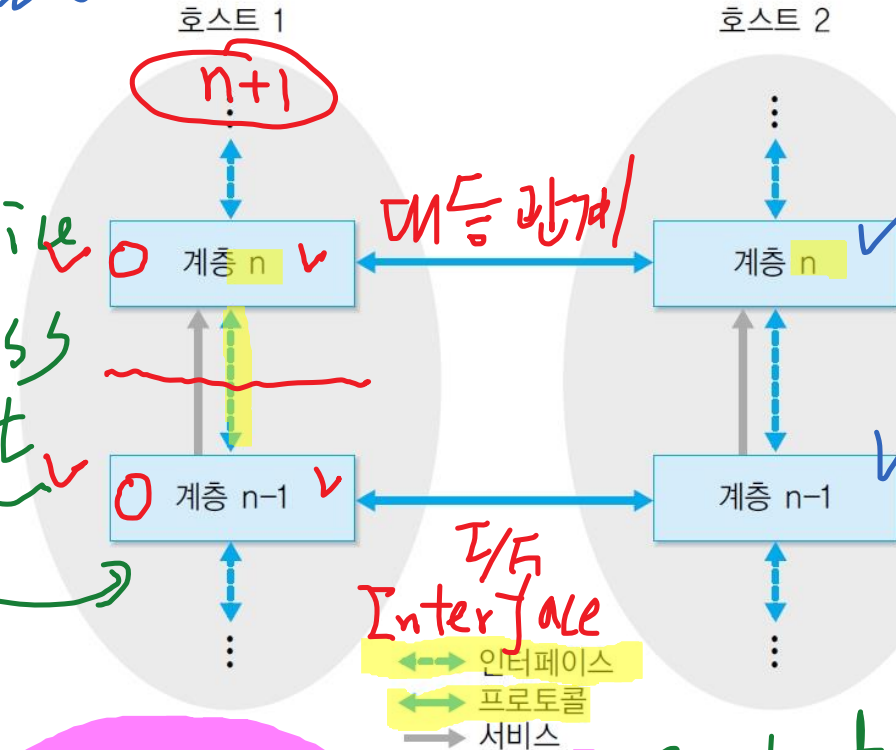 호스트 1
호스트 2
n+1
⋮
⋮
대등관계
계층 n
계층 n
계층 n-1
계층 n-1
I/F
Interface
⋮
⋮
인터페이스
프로토콜
서비스